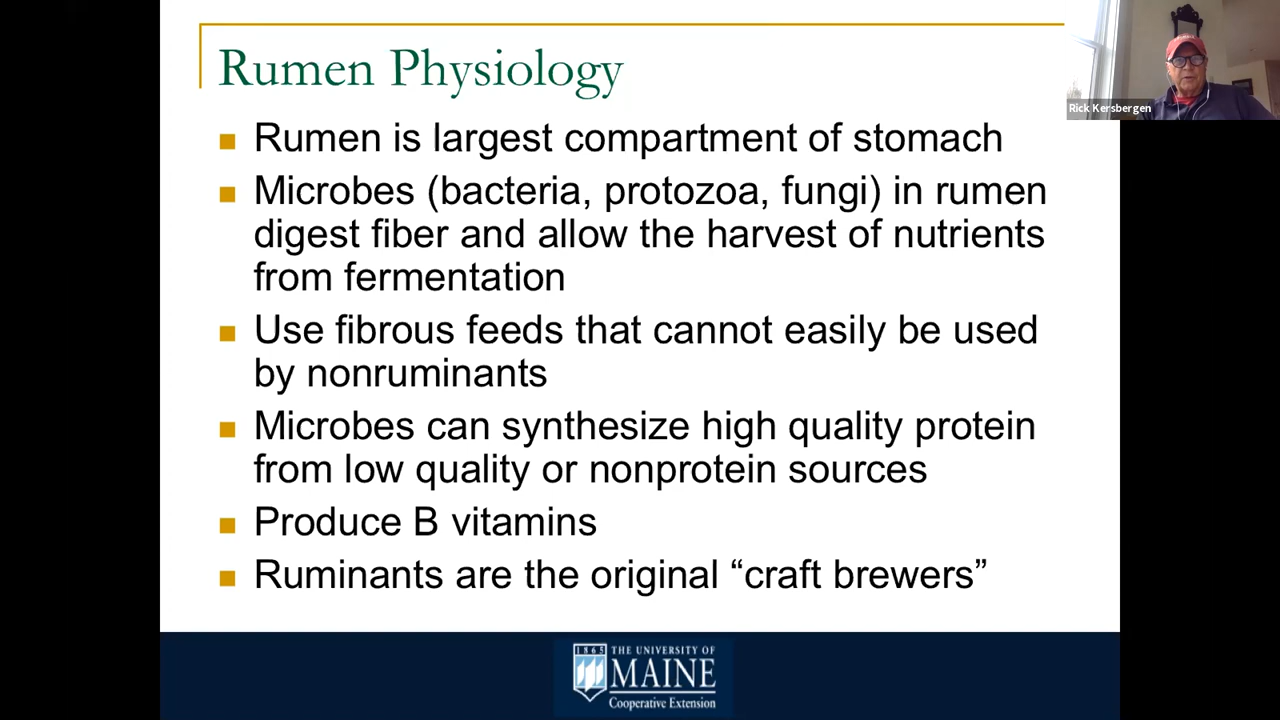 Rumen Physiology
Rick Kersbergen
Rumen is largest compartment of stomach
Microbes (bacteria, protozoa, fungi) in rumen
digest fiber and allow the harvest of nutrients
from fermentation
Use fibrous feeds that cannot easily be used
by nonruminants
Microbes can synthesize high quality protein
from low quality or nonprotein sources
Produce B vitamins
Ruminants are the original “craft brewers”
1865 THE UNIVERSITY OF
MAINE
Cooperative Extension